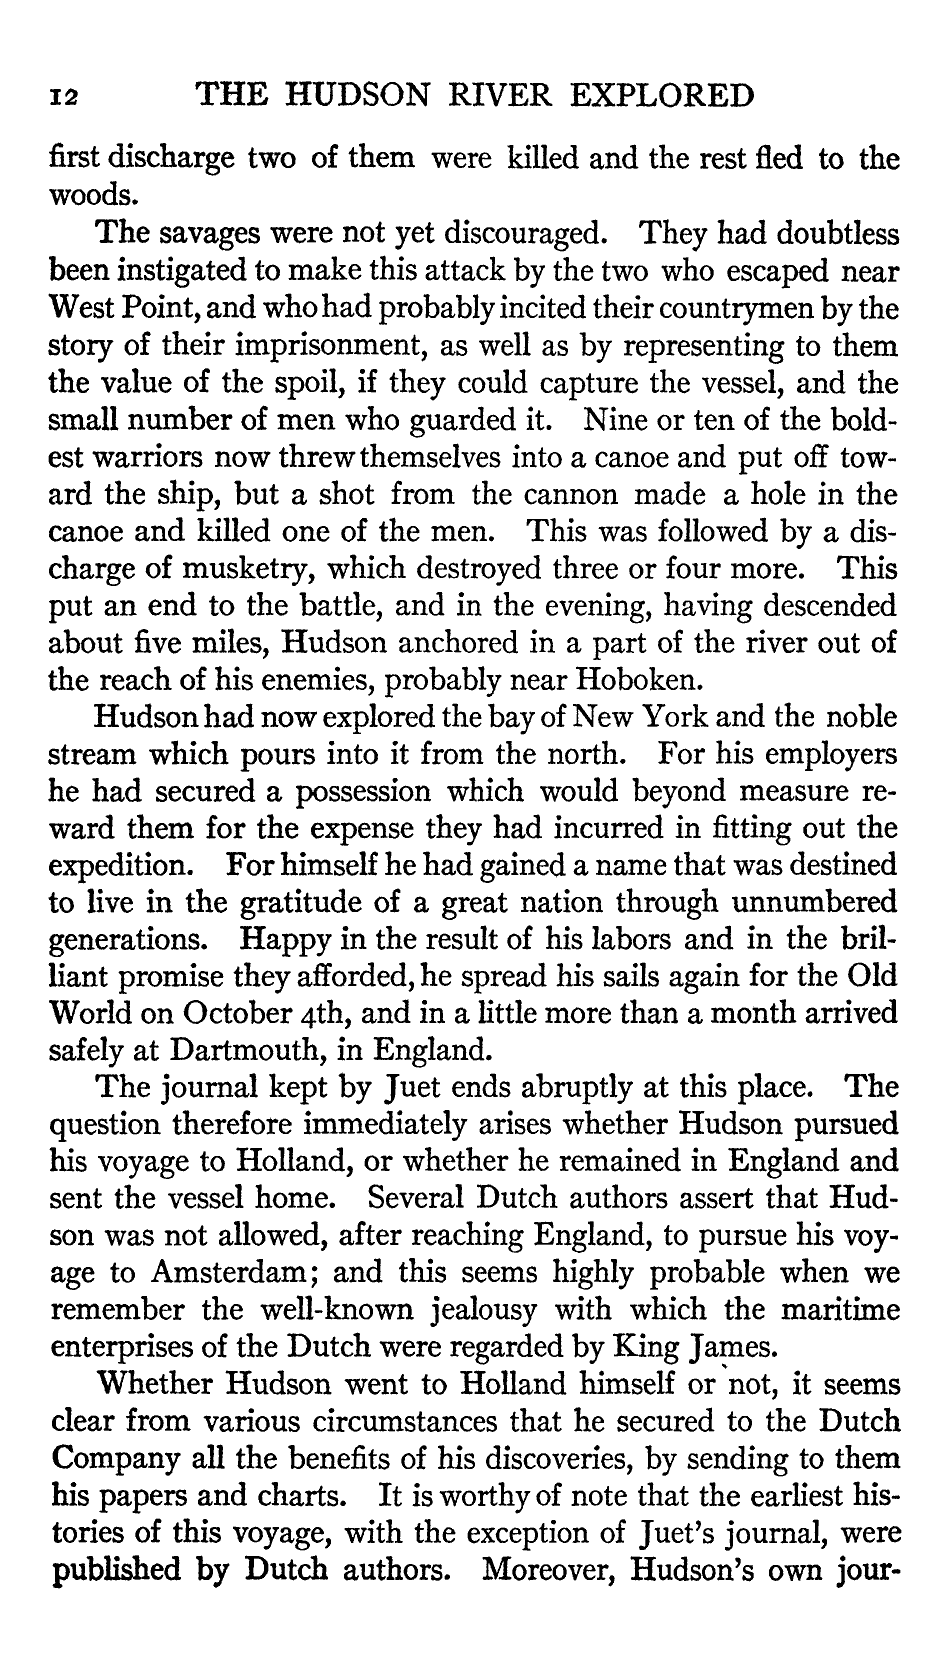 12 THE HUDSON RIVER EXPLORED
first discharge two of them were killed and the rest fled to the
woods.
The savages were not yet discouraged. They had doubtless
been instigated to make this attack by the two who escaped near
West Point, and who had probably incited their countrymen by the
story of their imprisonment, as well as by representing to them
the value of the spoil, if they could capture the vessel, and the
small number of men who guarded it. Nine or ten of the bold-
est warriors now threw themselves into a canoe and put off tow-
ard the ship, but a shot from the cannon made a hole in the
canoe and killed one of the men. This was followed by a dis-
charge of musketry, which destroyed three or four more. This
put an end to the battle, and in the evening, having descended
about five miles, Hudson anchored in a part of the river out of
the reach of his enemies, probably near Hoboken.
Hudson had now explored the bay of New York and the noble
stream which pours into it from the north. For his employers
he had secured a possession which would beyond measure re-
ward them for the expense they had incurred in fitting out the
expedition. For himself he had gained a name that was destined
to live in the gratitude of a great nation through unnumbered
generations. Happy in the result of his labors and in the bril-
liant promise they afforded, he spread his sails again for the Old
World on October 4th, and in a little more than a month arrived
safely at Dartmouth, in England.
The journal kept by Juet ends abruptly at this place. The
question therefore immediately arises whether Hudson pursued
his voyage to Holland, or whether he remained in England and
sent the vessel home. Several Dutch authors assert that Hud-
son was not allowed, after reaching England, to pursue his voy-
age to Amsterdam; and this seems highly probable when we
remember the well-known jealousy with which the maritime
enterprises of the Dutch were regarded by King James.
Whether Hudson went to Holland himself or not, it seems
clear from various circumstances that he secured to the Dutch
Company all the benefits of his discoveries, by sending to them
his papers and charts. It is worthy of note that the earliest his-
tories of this voyage, with the exception of Juet's journal, were
published by Dutch authors. Moreover, Hudson's own jour-